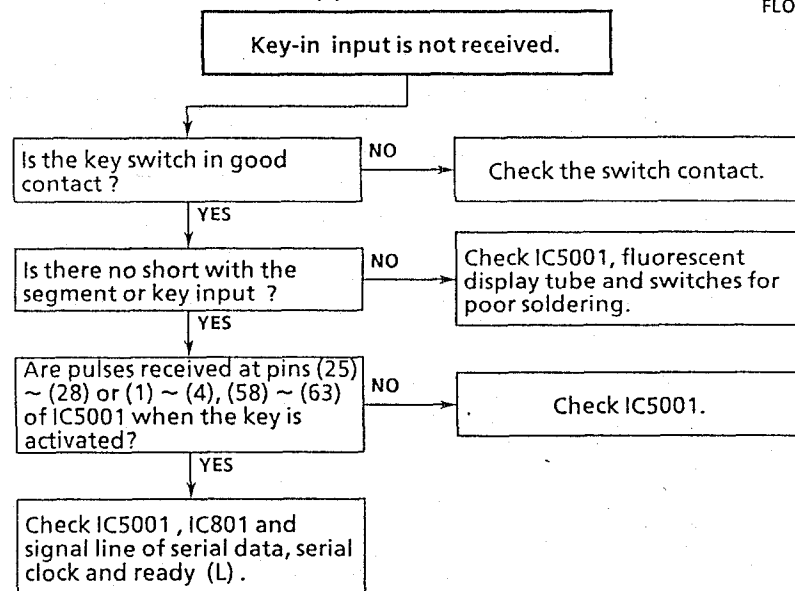 FLO
Key-in input is not received.
Is the key switch in good
contact ?
NO
Check the switch contact.
YES
Is there no short with the
segment or key input ?
NO
Check IC5001, fluorescent
display tube and switches for
poor soldering.
YES
Are pulses received at pins (25)
~ (28) or (1) ~ (4), (58) ~ (63)
of IC5001 when the key is
activated?
NO
Check IC5001.
YES
Check IC5001 , IC801 and
signal line of serial data, serial
clock and ready (L) .